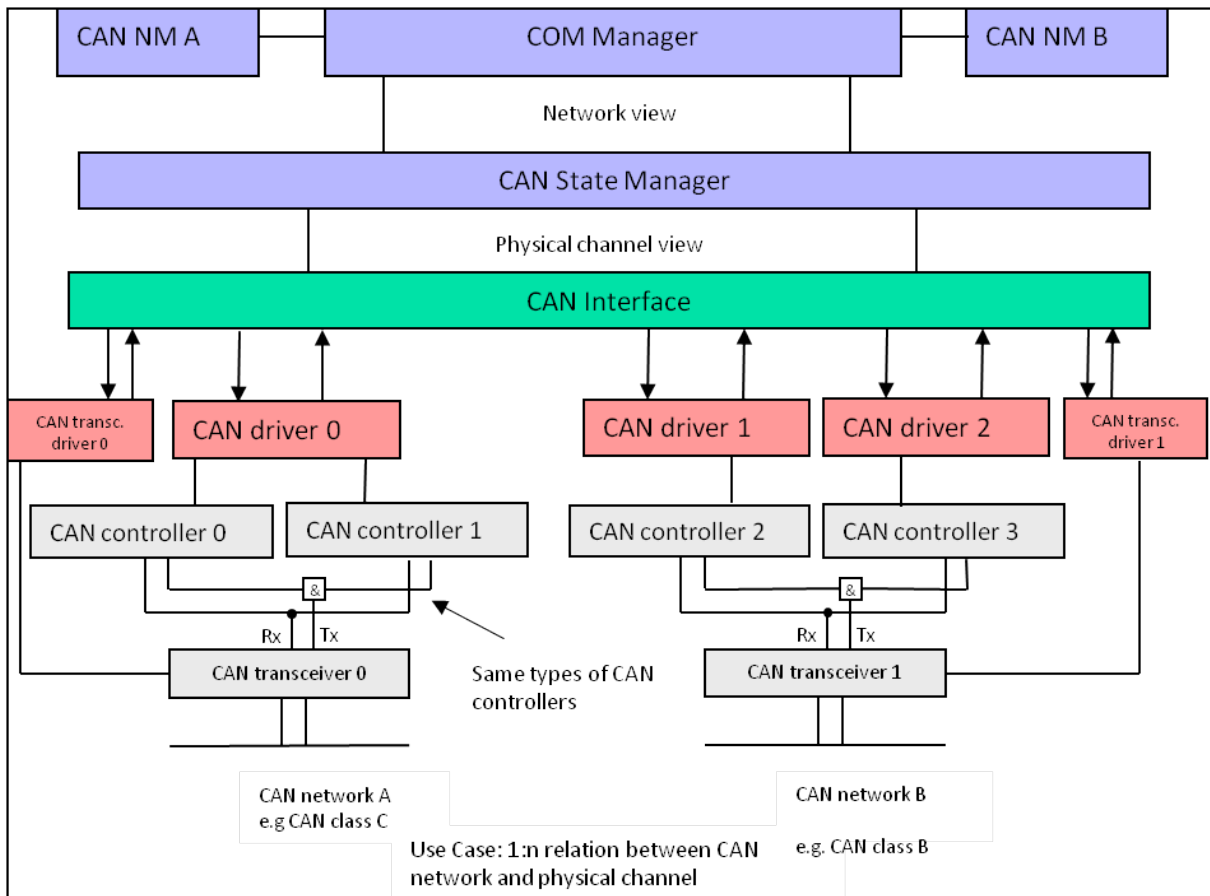 CAN NM A
COM Manager
CAN NM B
Network view
CAN State Manager
Physical channel view
CAN Interface
CAN transc.
driver 0
CAN driver 0
CAN driver 1
CAN driver 2
CAN transc.
driver 1
CAN controller 0
CAN controller 1
CAN controller 2
CAN controller 3
&
&
Rx
Tx
Rx
Tx
CAN transceiver 0
CAN transceiver 1
Same types of CAN
controllers
CAN network A
e.g CAN class C
CAN network B
e.g. CAN class B
Use Case: 1:n relation between CAN
network and physical channel